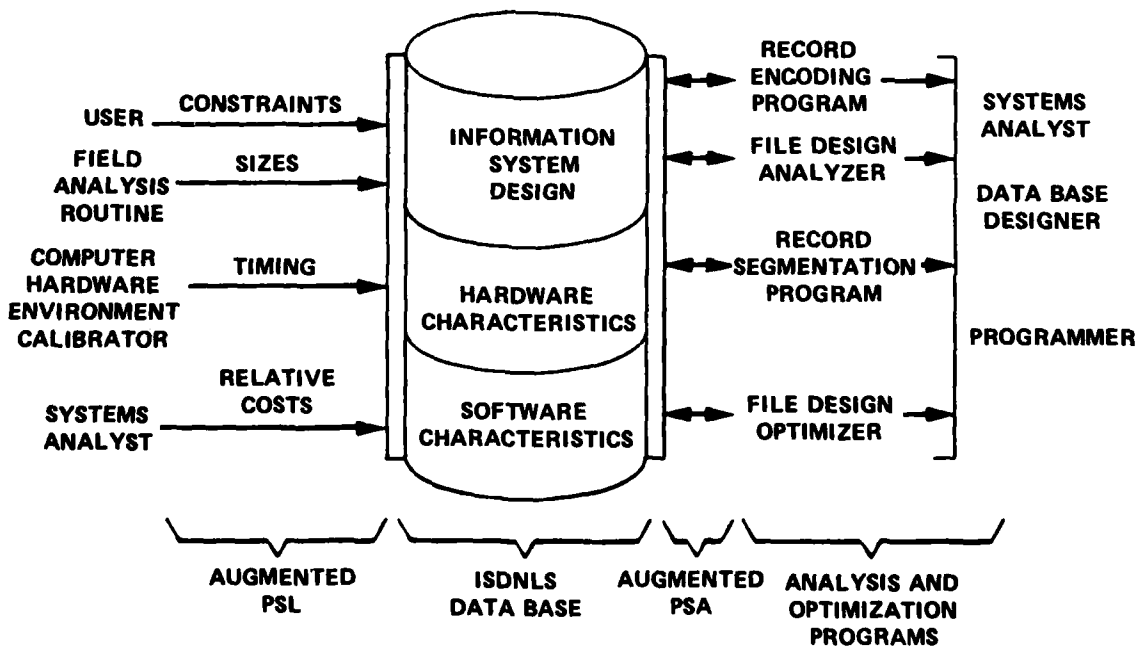 USER
CONSTRAINTS
FIELD
ANALYSIS
ROUTINE
SIZES
COMPUTER
HARDWARE
ENVIRONMENT
CALIBRATOR
TIMING
SYSTEMS
ANALYST
RELATIVE
COSTS
INFORMATION
SYSTEM
DESIGN
HARDWARE
CHARACTERISTICS
SOFTWARE
CHARACTERISTICS
RECORD
ENCODING
PROGRAM
FILE DESIGN
ANALYZER
RECORD
SEGMENTATION
PROGRAM
FILE DESIGN
OPTIMIZER
SYSTEMS
ANALYST
DATA BASE
DESIGNER
PROGRAMMER
AUGMENTED
PSL
ISDNLS
DATA BASE
AUGMENTED
PSA
ANALYSIS AND
OPTIMIZATION
PROGRAMS